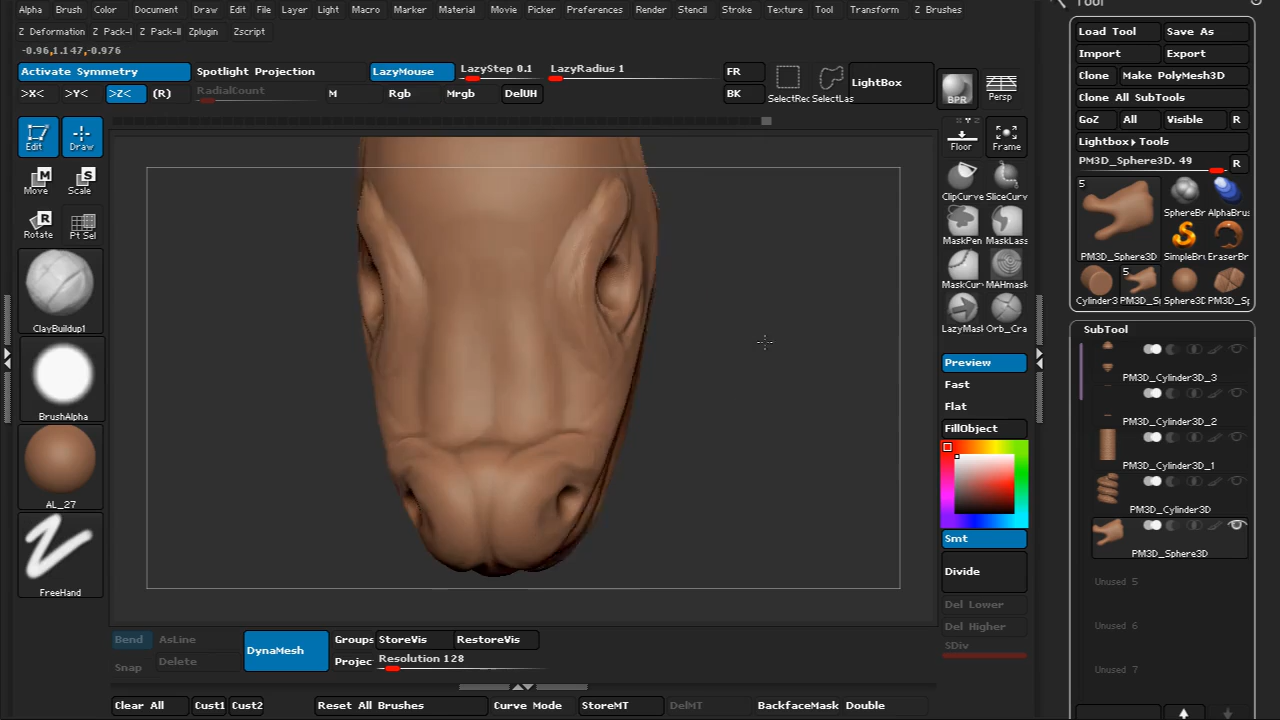 Alpha Brush Color Document Draw Edit File Layer Light Macro Marker Material Movie Picker Preferences Render Stencil Stroke Texture Tool Transform Z Brushes
Z Deformation Z Pack-I Z Pack-II Zplugin Zscript
-0.96,1.147,-0.976
Activate Symmetry Spotlight Projection LazyMouse LazyStep 0.1 LazyRadius 1 FR
>X< >Y< >Z< (R) RadialCount M Rgb Mrgb DelUH BK
SelectRec SelectLas LightBox BPR Persp
Edit Draw
Move Scale
Rotate Pt Sel
ClayBuildup1
BrushAlpha
AL_27
FreeHand
Floor Frame
ClipCurve SliceCurv
MaskPen MaskLass
MaskCur MAHmask
LazyMask Orb_Cra
Preview
Fast
Flat
FillObject
Smt
Divide
Del Lower
Del Higher
SDiv
Tool
Load Tool Save As
Import Export
Clone Make PolyMesh3D
Clone All SubTools
GoZ All Visible R
Lightbox▸Tools
PM3D_Sphere3D. 49 R
5
SphereBr AlphaBrus
PM3D_Sphere3D SimpleBru EraserBr
5
Cylinder3 PM3D_S Sphere3D PM3D_Sp
SubTool
PM3D_Cylinder3D_3
PM3D_Cylinder3D_2
PM3D_Cylinder3D_1
PM3D_Cylinder3D
PM3D_Sphere3D
Unused 5
Unused 6
Unused 7
Bend AsLine
Snap Delete
DynaMesh
Groups StoreVis RestoreVis
Projec Resolution 128
Clear All Cust1 Cust2 Reset All Brushes Curve Mode StoreMT DelMT BackfaceMask Double